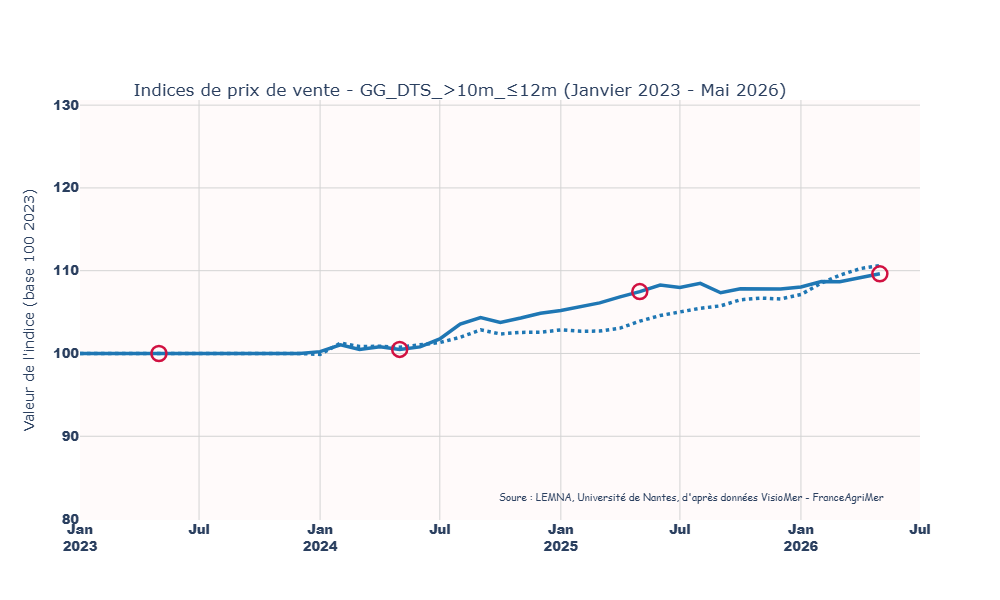 Indices de prix de vente - GG_DTS_>10m_≤12m (Janvier 2023 - Mai 2026)
Valeur de l'indice (base 100 2023)
130
120
110
100
90
80
Soure : LEMNA, Université de Nantes, d'après données VisioMer - FranceAgriMer
Jan Jul Jan Jul Jan Jul Jan Jul
2023 2024 2025 2026